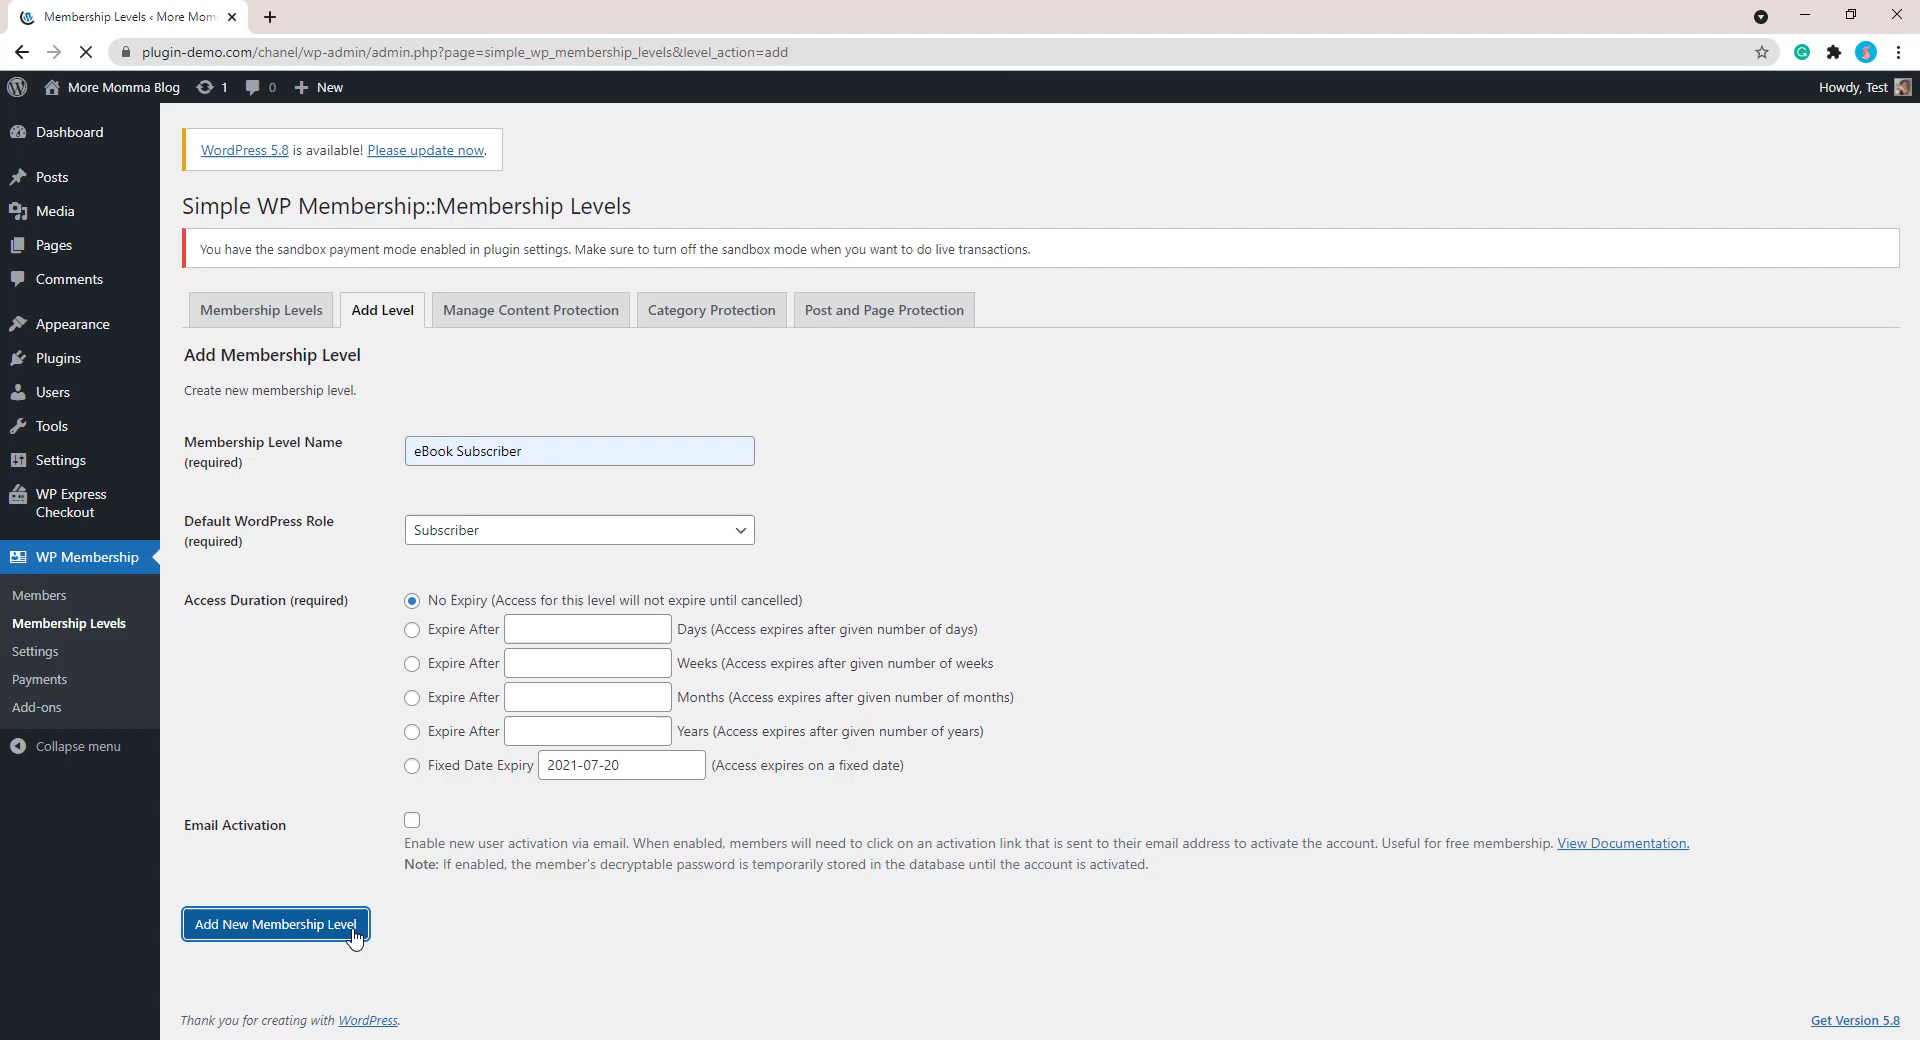 Membership Levels ‹ More Mom
plugin-demo.com/chanel/wp-admin/admin.php?page=simple_wp_membership_levels&level_action=add
More Momma Blog 1 0 New
Howdy, Test
Dashboard
Posts
Media
Pages
Comments
Appearance
Plugins
Users
Tools
Settings
WP Express
Checkout
WP Membership
Members
Membership Levels
Settings
Payments
Add-ons
Collapse menu
WordPress 5.8 is available! Please update now.
Simple WP Membership::Membership Levels
You have the sandbox payment mode enabled in plugin settings. Make sure to turn off the sandbox mode when you want to do live transactions.
Membership Levels Add Level Manage Content Protection Category Protection Post and Page Protection
Add Membership Level
Create new membership level.
Membership Level Name
(required)
eBook Subscriber
Default WordPress Role
(required)
Subscriber
Access Duration (required)
No Expiry (Access for this level will not expire until cancelled)
Expire After Days (Access expires after given number of days)
Expire After Weeks (Access expires after given number of weeks
Expire After Months (Access expires after given number of months)
Expire After Years (Access expires after given number of years)
Fixed Date Expiry 2021-07-20 (Access expires on a fixed date)
Email Activation
Enable new user activation via email. When enabled, members will need to click on an activation link that is sent to their email address to activate the account. Useful for free membership. View Documentation.
Note: If enabled, the member's decryptable password is temporarily stored in the database until the account is activated.
Add New Membership Level
Thank you for creating with WordPress.
Get Version 5.8